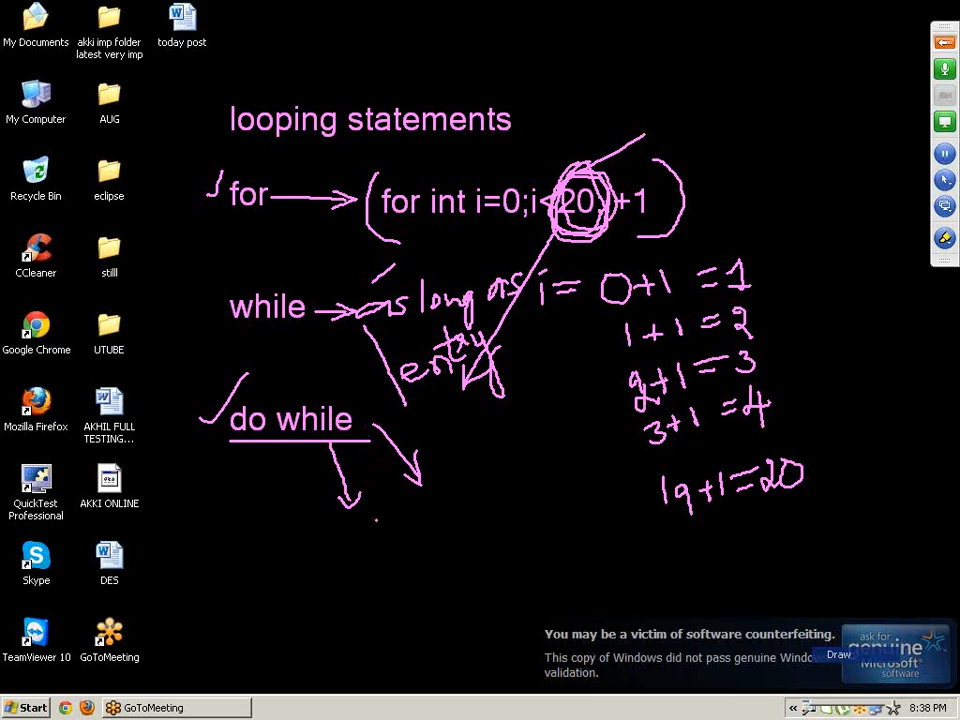 My Documents
akki imp folder
latest very imp
today post
My Computer
AUG
Recycle Bin
eclipse
CCleaner
stilll
Google Chrome
UTUBE
Mozilla Firefox
AKHIL FULL
TESTING...
QuickTest
Professional
AKKI ONLINE
Skype
DES
TeamViewer 10
GoToMeeting
looping statements
for
for int i=0;i<20, +1
while
as long as i = 0+1 =1
1+1 =2
2+1 =3
3+1 =4
19+1=20
do while
You may be a victim of software counterfeiting.
This copy of Windows did not pass genuine Windo
validation.
Draw
ask for
genuine
Microsoft
software
Start
GoToMeeting
8:38 PM